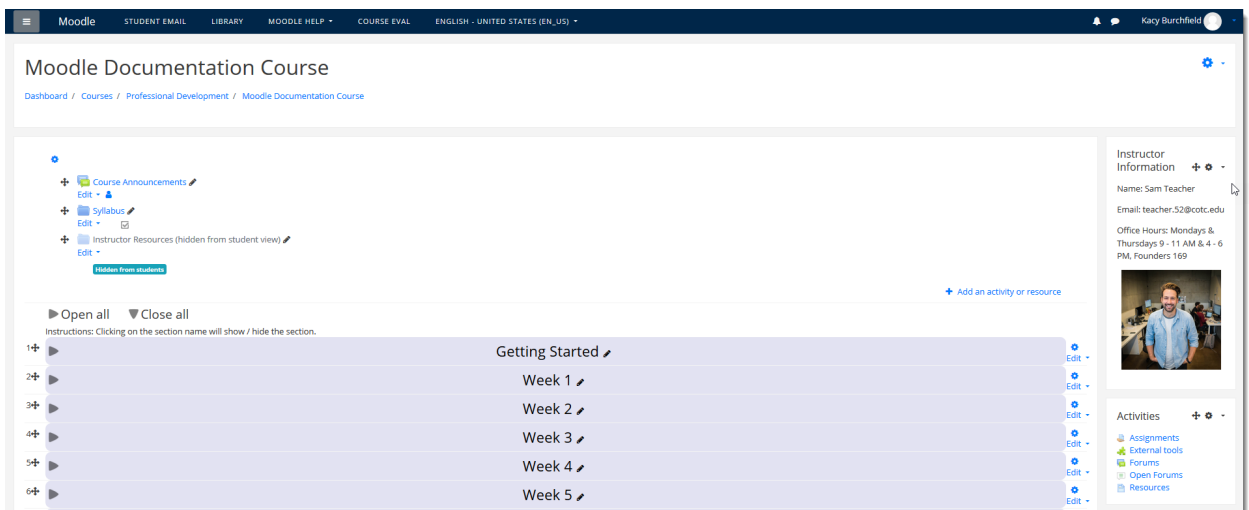 Moodle STUDENT EMAIL LIBRARY MOODLE HELP COURSE EVAL ENGLISH - UNITED STATES (EN_US) Kacy Burchfield
Moodle Documentation Course
Dashboard / Courses / Professional Development / Moodle Documentation Course
Course Announcements
Edit
Syllabus
Edit
Instructor Resources (hidden from student view)
Edit
Hidden from students
+ Add an activity or resource
Open all Close all
Instructions: Clicking on the section name will show / hide the section.
1 Getting Started Edit
2 Week 1 Edit
3 Week 2 Edit
4 Week 3 Edit
5 Week 4 Edit
6 Week 5 Edit
Instructor
Information
Name: Sam Teacher
Email: teacher.52@cotc.edu
Office Hours: Mondays &
Thursdays 9 - 11 AM & 4 - 6
PM, Founders 169
Activities
Assignments
External tools
Forums
Open Forums
Resources